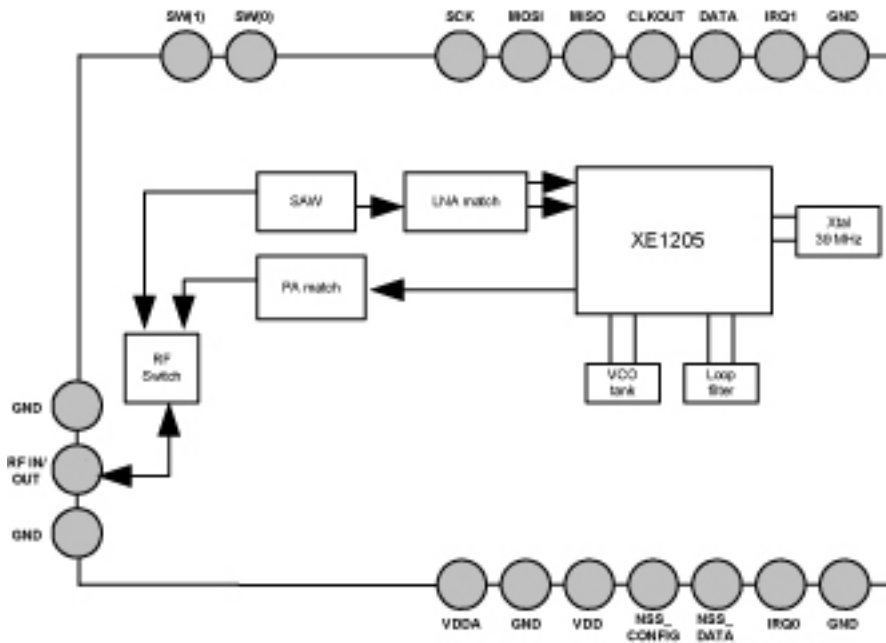 SW(1) SW(0) SCK MOSI MISO CLKOUT DATA IRQ1 GND
SAW
LNA match
XE1205
Xtal
39 MHz
PA match
RF
Switch
VCO
tank
Loop
filter
GND
RF IN/
OUT
GND
VDDA GND VDD NSS_
CONFIG NSS_
DATA IRQ0 GND